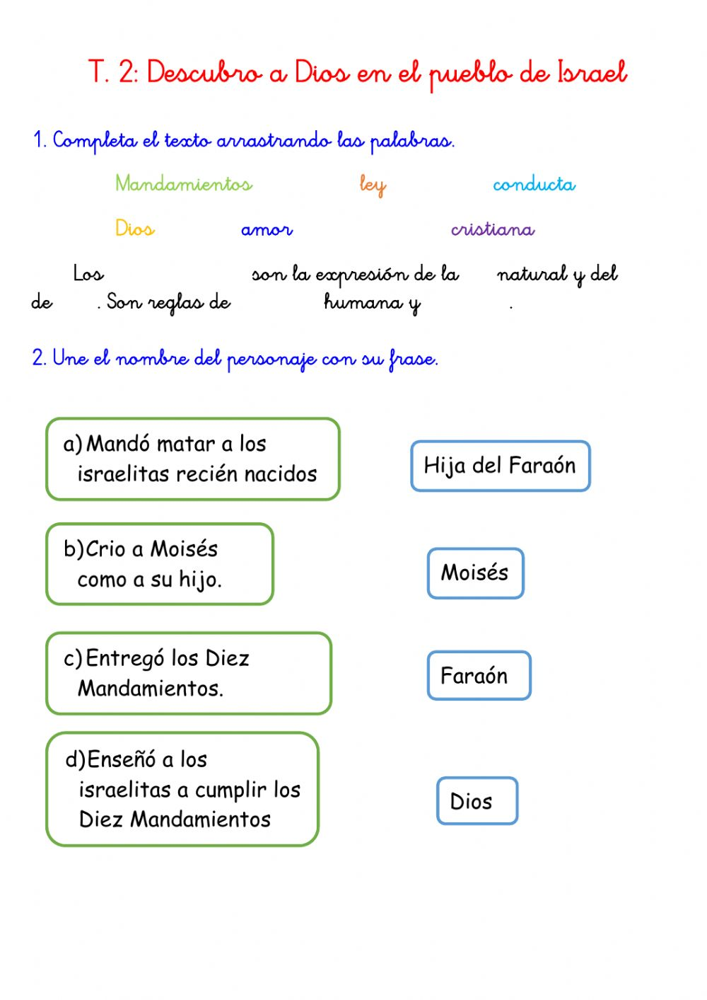 T. 2: Descubro a Dios en el pueblo de Israel
1. Completa el texto arrastrando las palabras.
Mandamientos ley conducta
Dios amor cristiana
Los son la expresión de la natural y del
de . Son reglas de humana y .
2. Une el nombre del personaje con su frase.
a) Mandó matar a los
israelitas recién nacidos
Hija del Faraón
b) Crio a Moisés
como a su hijo.
Moisés
c) Entregó los Diez
Mandamientos.
Faraón
d) Enseñó a los
israelitas a cumplir los
Diez Mandamientos
Dios